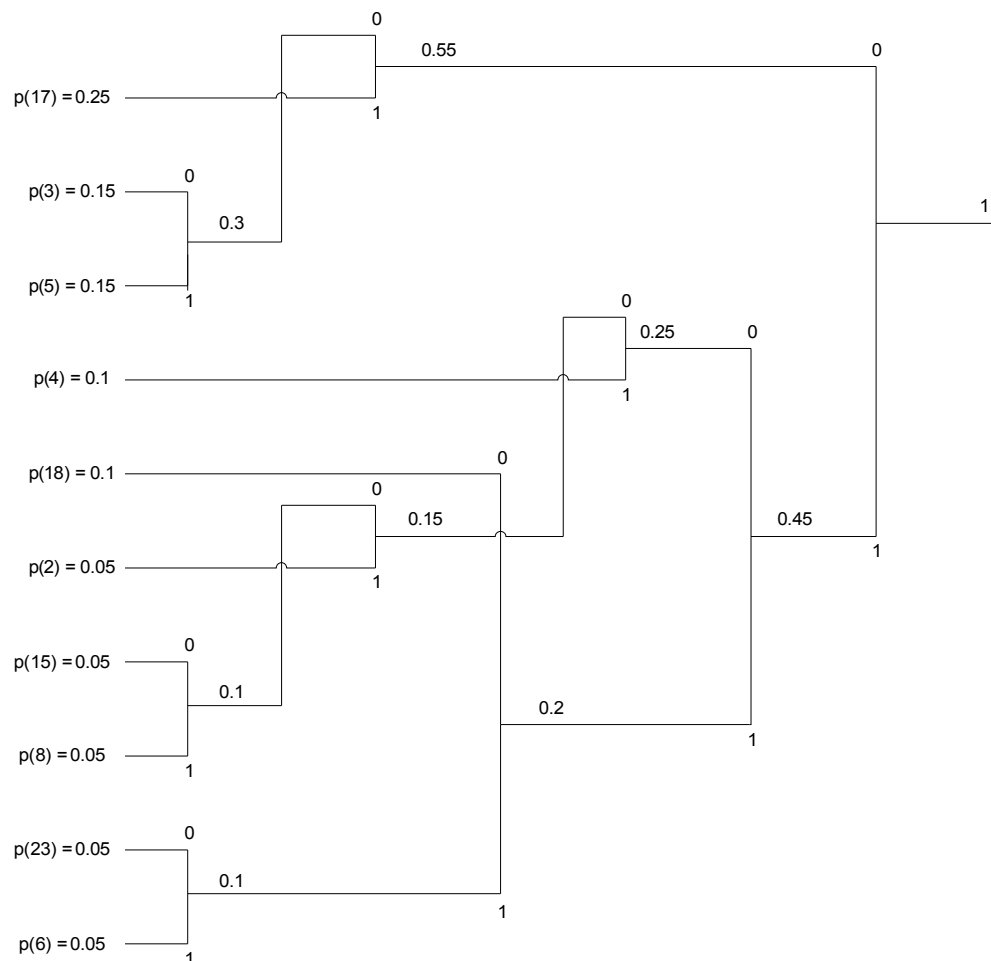 0
0.55
0
p(17) = 0.25
1
0
p(3) = 0.15
1
0.3
p(5) = 0.15
1
0
0.25
0
p(4) = 0.1
1
0
p(18) = 0.1
0
0.15
0.45
p(2) = 0.05
1
1
0
p(15) = 0.05
0.1
0.2
1
p(8) = 0.05
1
0
p(23) = 0.05
0.1
1
p(6) = 0.05
1